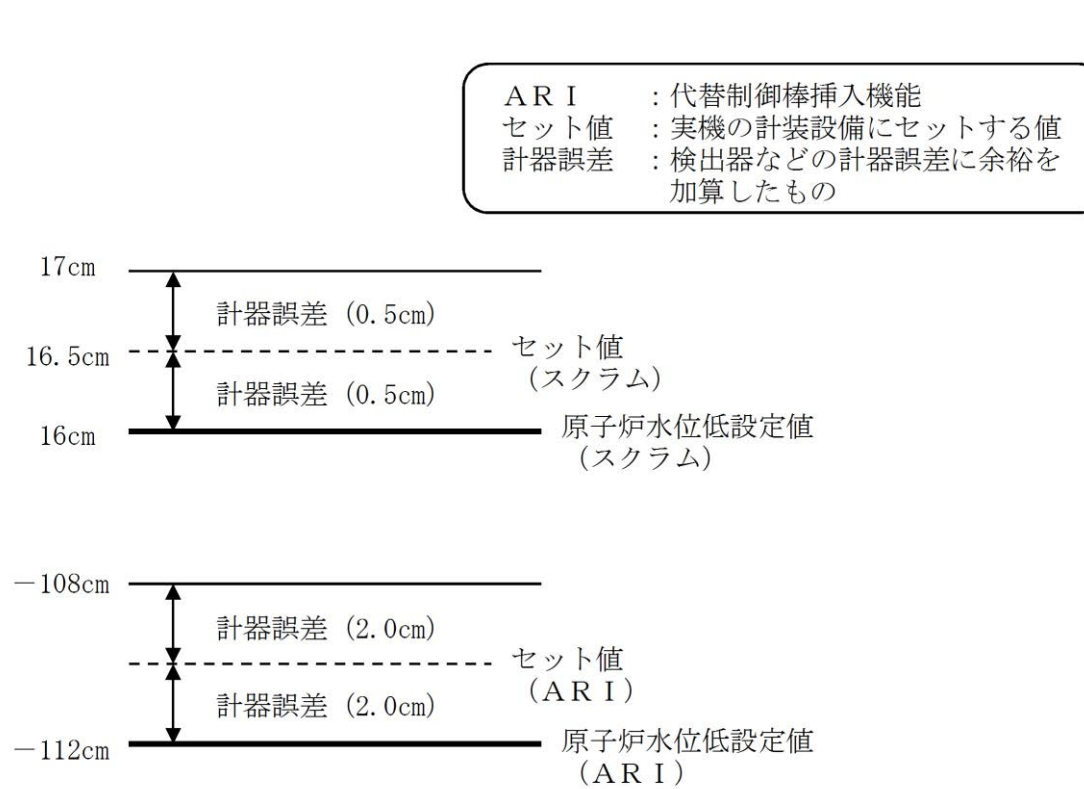 ＡＲＩ　：代替制御棒挿入機能
セット値　：実機の計装設備にセットする値
計器誤差　：検出器などの計器誤差に余裕を
加算したもの
17cm
計器誤差 (0.5cm)
16.5cm
セット値
（スクラム）
計器誤差 (0.5cm)
16cm
原子炉水位低設定値
（スクラム）
－108cm
計器誤差 (2.0cm)
セット値
（ＡＲＩ）
計器誤差 (2.0cm)
－112cm
原子炉水位低設定値
（ＡＲＩ）